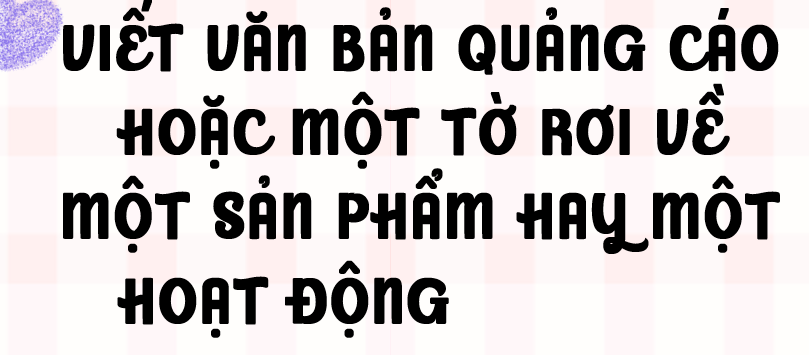 VIẾT VĂN BẢN QUẢNG CÁO
HOẶC MỘT TỜ RƠI VỀ
MỘT SẢN PHẨM HAY MỘT
HOẠT ĐỘNG